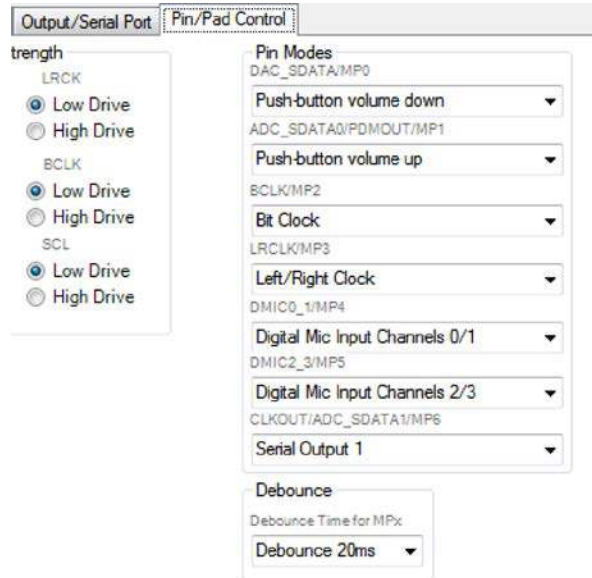 Output/Serial Port
Pin/Pad Control
trength
LRCK
Low Drive
High Drive
BCLK
Low Drive
High Drive
SCL
Low Drive
High Drive
Pin Modes
DAC_SDATA/MP0
Push-button volume down
ADC_SDATA0/PDMOUT/MP1
Push-button volume up
BCLK/MP2
Bit Clock
LRCLK/MP3
Left/Right Clock
DMIC0_1/MP4
Digital Mic Input Channels 0/1
DMIC2_3/MP5
Digital Mic Input Channels 2/3
CLKOUT/ADC_SDATA1/MP6
Serial Output 1
Debounce
Debounce Time for MPx
Debounce 20ms